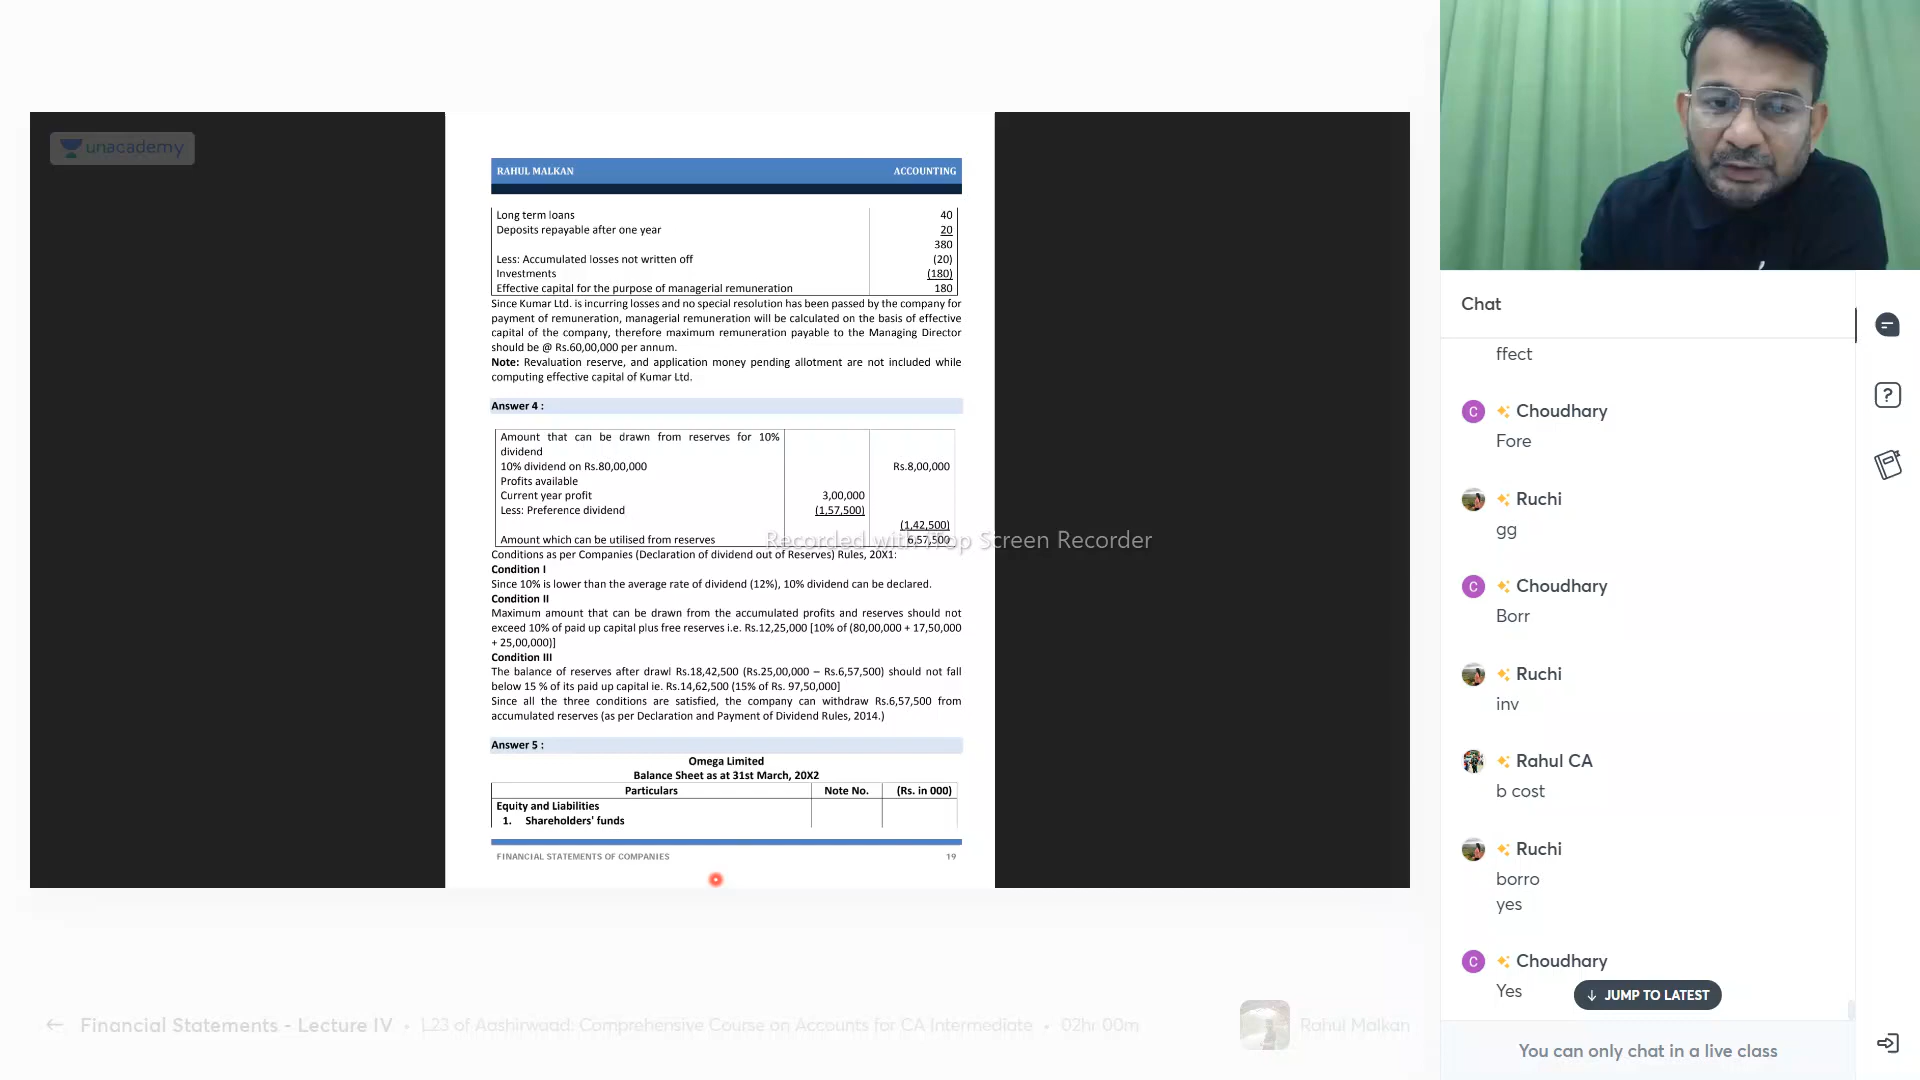 unacademy
RAHUL MALKAN ACCOUNTING
Long term loans 40
Deposits repayable after one year 20
380
Less: Accumulated losses not written off (20)
Investments (180)
Effective capital for the purpose of managerial remuneration 180
Since Kumar Ltd. is incurring losses and no special resolution has been passed by the company for
payment of remuneration, managerial remuneration will be calculated on the basis of effective
capital of the company, therefore maximum remuneration payable to the Managing Director
should be @ Rs.60,00,000 per annum.
Note: Revaluation reserve, and application money pending allotment are not included while
computing effective capital of Kumar Ltd.
Answer 4 :
Amount that can be drawn from reserves for 10%
dividend
10% dividend on Rs.80,00,000 Rs.8,00,000
Profits available
Current year profit 3,00,000
Less: Preference dividend (1,57,500)
(1,42,500)
Amount which can be utilised from reserves 6,57,500
Recorded with iTop Screen Recorder
Conditions as per Companies (Declaration of dividend out of Reserves) Rules, 20X1:
Condition I
Since 10% is lower than the average rate of dividend (12%), 10% dividend can be declared.
Condition II
Maximum amount that can be drawn from the accumulated profits and reserves should not
exceed 10% of paid up capital plus free reserves i.e. Rs.12,25,000 [10% of (80,00,000 + 17,50,000
+ 25,00,000)]
Condition III
The balance of reserves after drawl Rs.18,42,500 (Rs.25,00,000 – Rs.6,57,500) should not fall
below 15 % of its paid up capital ie. Rs.14,62,500 (15% of Rs. 97,50,000]
Since all the three conditions are satisfied, the company can withdraw Rs.6,57,500 from
accumulated reserves (as per Declaration and Payment of Dividend Rules, 2014.)
Answer 5 :
Omega Limited
Balance Sheet as at 31st March, 20X2
Particulars Note No. (Rs. in 000)
Equity and Liabilities
1. Shareholders' funds
FINANCIAL STATEMENTS OF COMPANIES 19
Financial Statements - Lecture IV • L23 of Aashirwaad: Comprehensive Course on Accounts for CA Intermediate • 02hr 00m
Rahul Malkan
Chat
ffect
C Choudhary
Fore
Ruchi
gg
C Choudhary
Borr
Ruchi
inv
Rahul CA
b cost
Ruchi
borro
yes
C Choudhary
Yes
JUMP TO LATEST
You can only chat in a live class